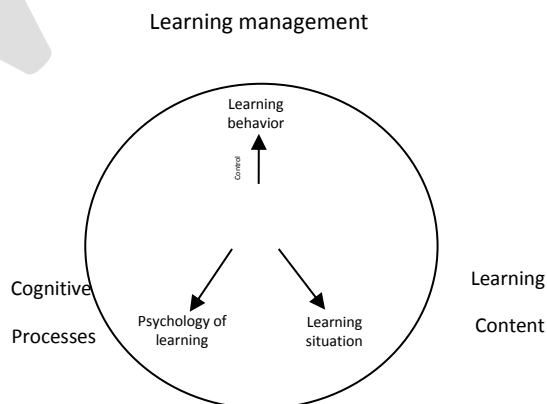 Learning management
Learning
behavior
Control
Cognitive
Processes
Psychology of
learning
Learning
situation
Learning
Content